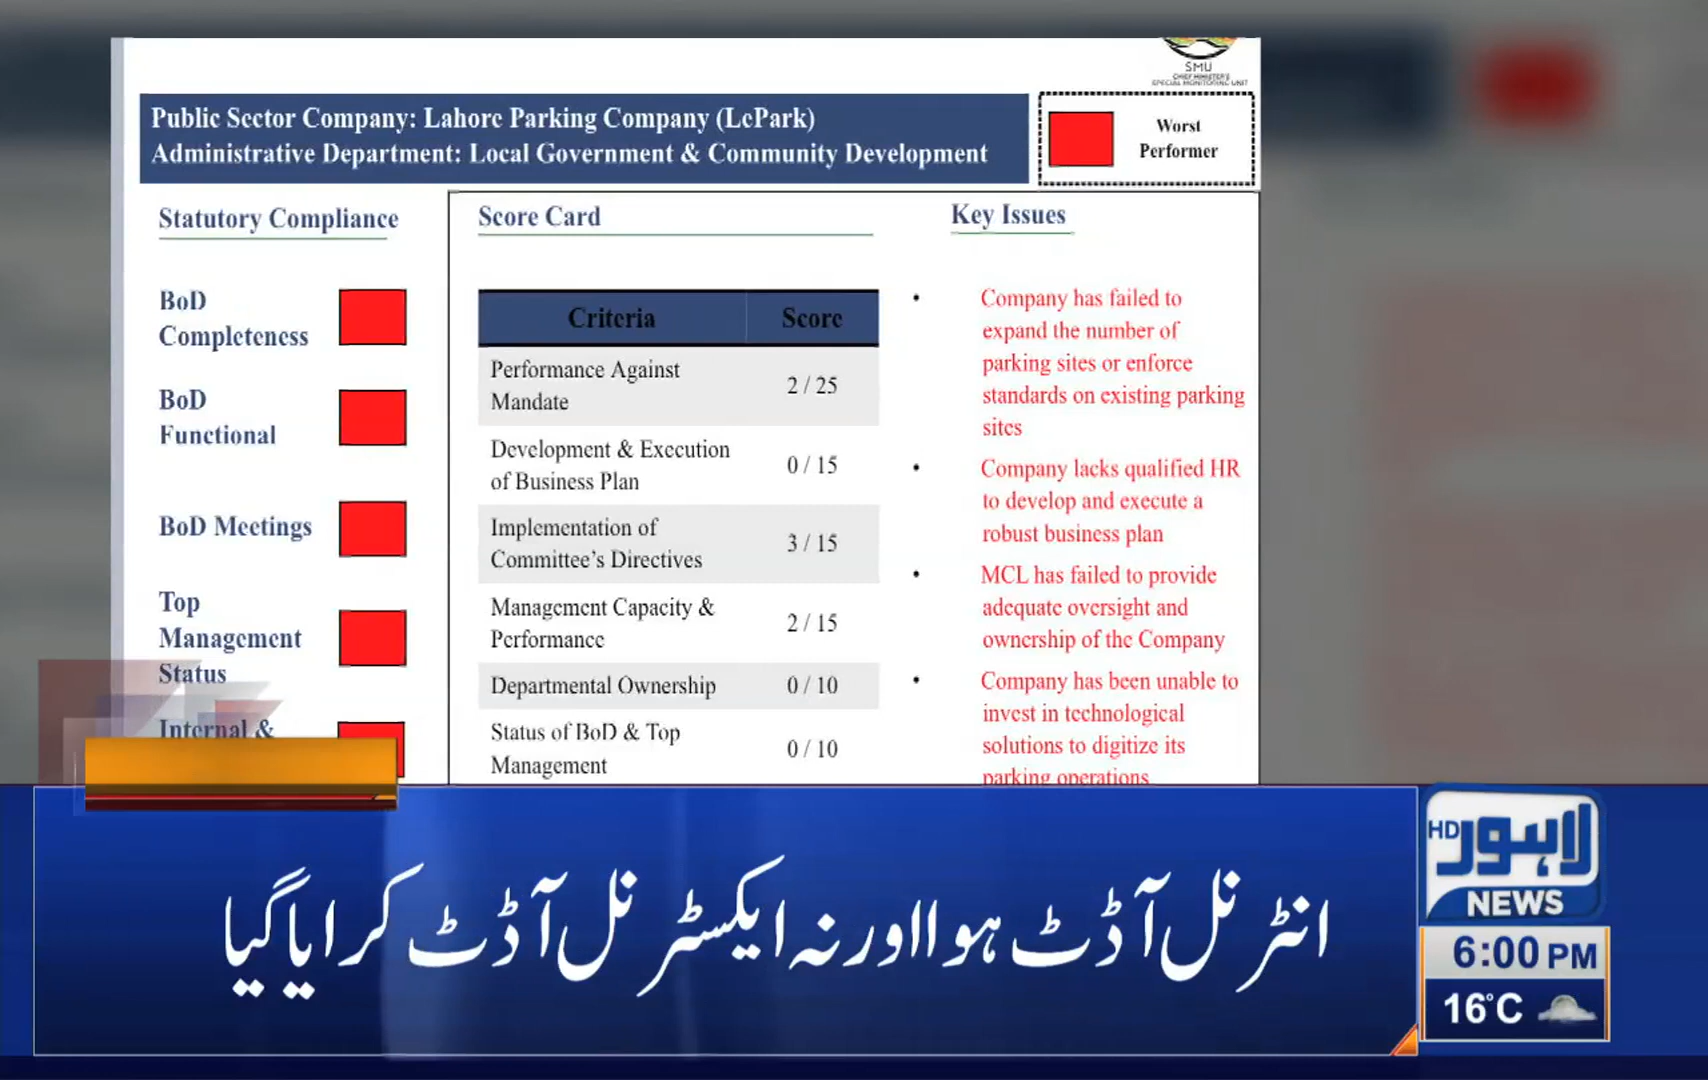 SMU
CHIEF MINISTER'S
SPECIAL MONITORING UNIT
Public Sector Company: Lahore Parking Company (LePark)
Administrative Department: Local Government & Community Development
Worst
Performer
Statutory Compliance
BoD
Completeness
BoD
Functional
BoD Meetings
Top
Management
Status
Internal &
Score Card
Criteria Score
Performance Against
Mandate
2 / 25
Development & Execution
of Business Plan
0 / 15
Implementation of
Committee's Directives
3 / 15
Management Capacity &
Performance
2 / 15
Departmental Ownership 0 / 10
Status of BoD & Top
Management
0 / 10
Key Issues
• Company has failed to
expand the number of
parking sites or enforce
standards on existing parking
sites
• Company lacks qualified HR
to develop and execute a
robust business plan
• MCL has failed to provide
adequate oversight and
ownership of the Company
• Company has been unable to
invest in technological
solutions to digitize its
parking operations
انٹرنل آڈٹ ہوا اور نہ ایکسٹرنل آڈٹ کرایا گیا
لاہور HD
NEWS
6:00 PM
16°C